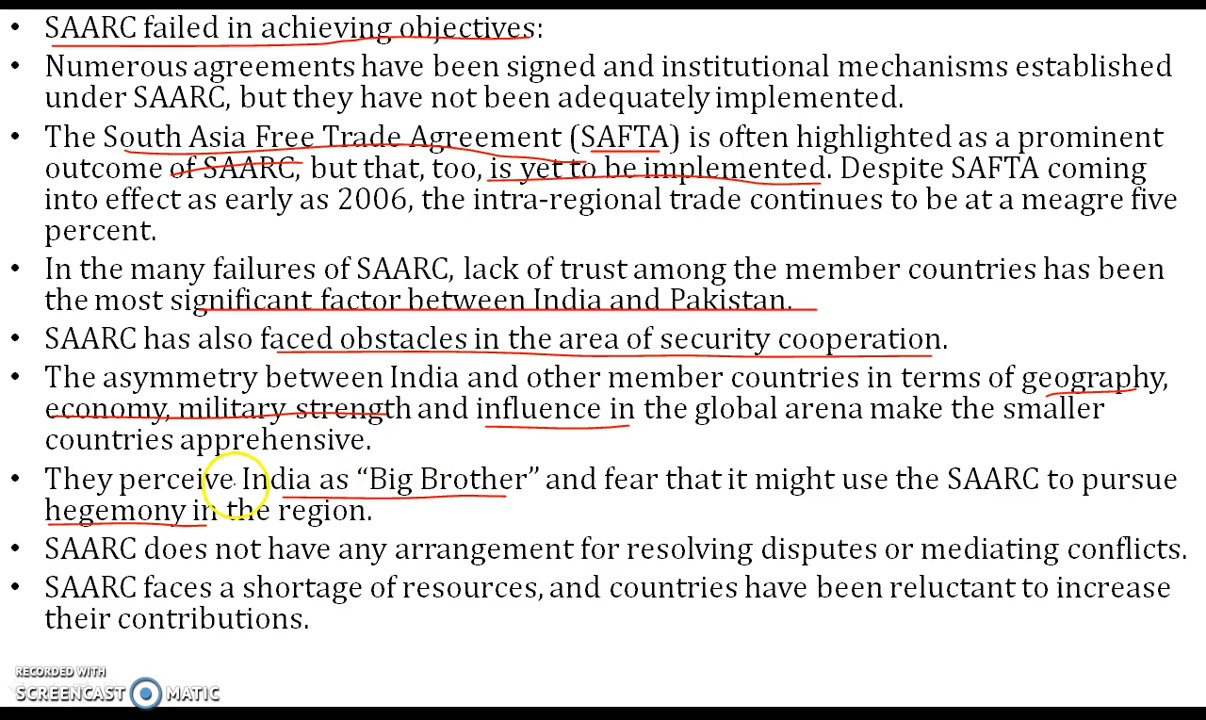 • SAARC failed in achieving objectives:
• Numerous agreements have been signed and institutional mechanisms established
under SAARC, but they have not been adequately implemented.
• The South Asia Free Trade Agreement (SAFTA) is often highlighted as a prominent
outcome of SAARC, but that, too, is yet to be implemented. Despite SAFTA coming
into effect as early as 2006, the intra-regional trade continues to be at a meagre five
percent.
• In the many failures of SAARC, lack of trust among the member countries has been
the most significant factor between India and Pakistan.
• SAARC has also faced obstacles in the area of security cooperation.
• The asymmetry between India and other member countries in terms of geography,
economy, military strength and influence in the global arena make the smaller
countries apprehensive.
• They perceive India as “Big Brother” and fear that it might use the SAARC to pursue
hegemony in the region.
• SAARC does not have any arrangement for resolving disputes or mediating conflicts.
• SAARC faces a shortage of resources, and countries have been reluctant to increase
their contributions.
RECORDED WITH
SCREENCAST MATIC